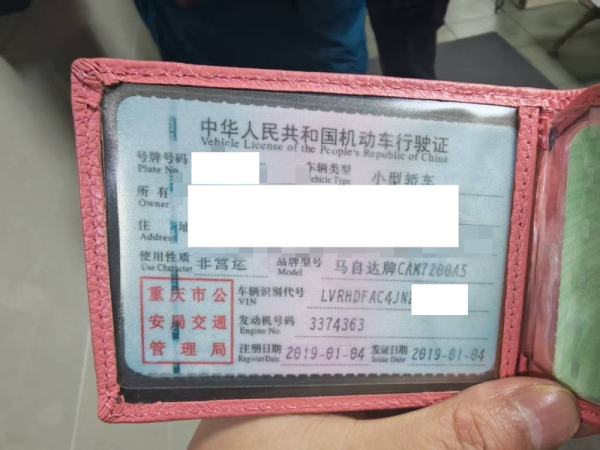 中华人民共和国机动车行驶证
Vehicle License of the People's Republic of China
号牌号码 车辆类型 小型轿车
Plate No. Vehicle Type
所有
Owner
住 址
Address
使用性质 非营运 品牌型号 马自达牌CAM7200A5
Use Character Model
重庆市公 车辆识别代号 LVRHDFAC4JN
VIN
安局交通 发动机号码 3374363
Engine No.
管理局 注册日期 2019-01-04 发证日期 2019-01-04
Register Date Issue Date